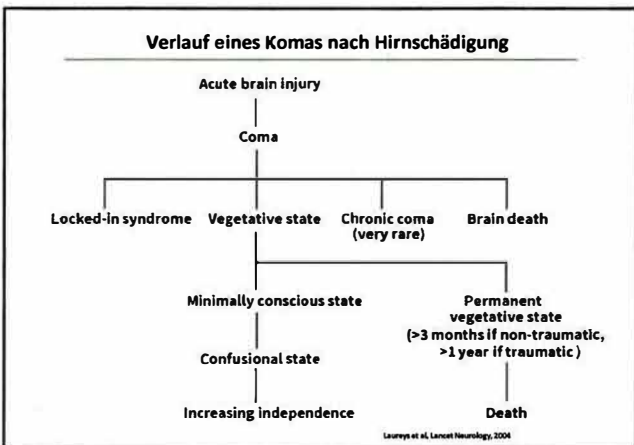 Verlauf eines Komas nach Hirnschädigung
Acute brain injury
Coma
Locked-in syndrome
Vegetative state
Chronic coma
(very rare)
Brain death
Minimally conscious state
Permanent
vegetative state
(>3 months if non-traumatic,
>1 year if traumatic)
Confusional state
Increasing independence
Death
Laureys et al, Lancet Neurology, 2004